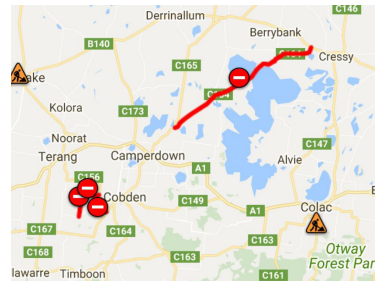 Derrinallum
C146
Berrybank
B140
C165
Cressy
ake
Kolora
C173
Noorat
C147
Terang
Camperdown
Alvie
C156
A1
Cobden
C149
A1
Colac
C167
C164
C163
Otway
Forest Par
C163
lawarre
Timboon
C161